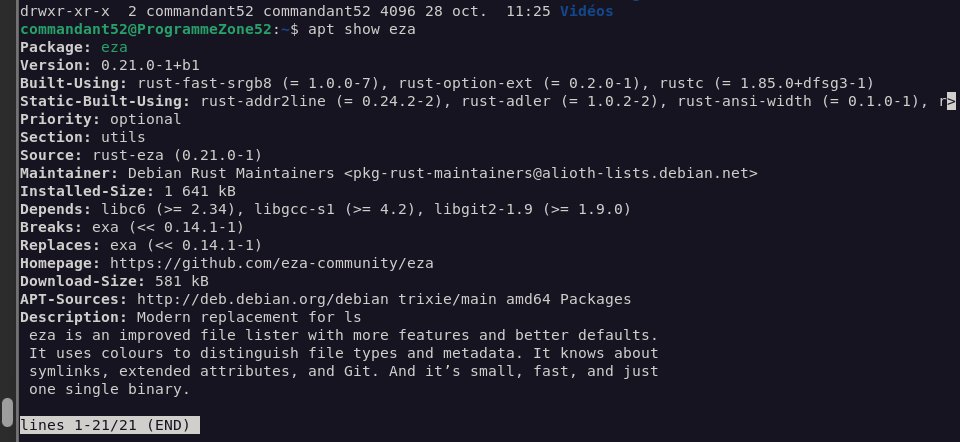 drwxr-xr-x  2 commandant52 commandant52 4096 28 oct.  11:25 Vidéos
commandant52@ProgrammeZone52:~$ apt show eza
Package: eza
Version: 0.21.0-1+b1
Built-Using: rust-fast-srgb8 (= 1.0.0-7), rust-option-ext (= 0.2.0-1), rustc (= 1.85.0+dfsg3-1)
Static-Built-Using: rust-addr2line (= 0.24.2-2), rust-adler (= 1.0.2-2), rust-ansi-width (= 0.1.0-1), r>
Priority: optional
Section: utils
Source: rust-eza (0.21.0-1)
Maintainer: Debian Rust Maintainers <pkg-rust-maintainers@alioth-lists.debian.net>
Installed-Size: 1 641 kB
Depends: libc6 (>= 2.34), libgcc-s1 (>= 4.2), libgit2-1.9 (>= 1.9.0)
Breaks: exa (<< 0.14.1-1)
Replaces: exa (<< 0.14.1-1)
Homepage: https://github.com/eza-community/eza
Download-Size: 581 kB
APT-Sources: http://deb.debian.org/debian trixie/main amd64 Packages
Description: Modern replacement for ls
 eza is an improved file lister with more features and better defaults.
 It uses colours to distinguish file types and metadata. It knows about
 symlinks, extended attributes, and Git. And it’s small, fast, and just
 one single binary.
lines 1-21/21 (END)